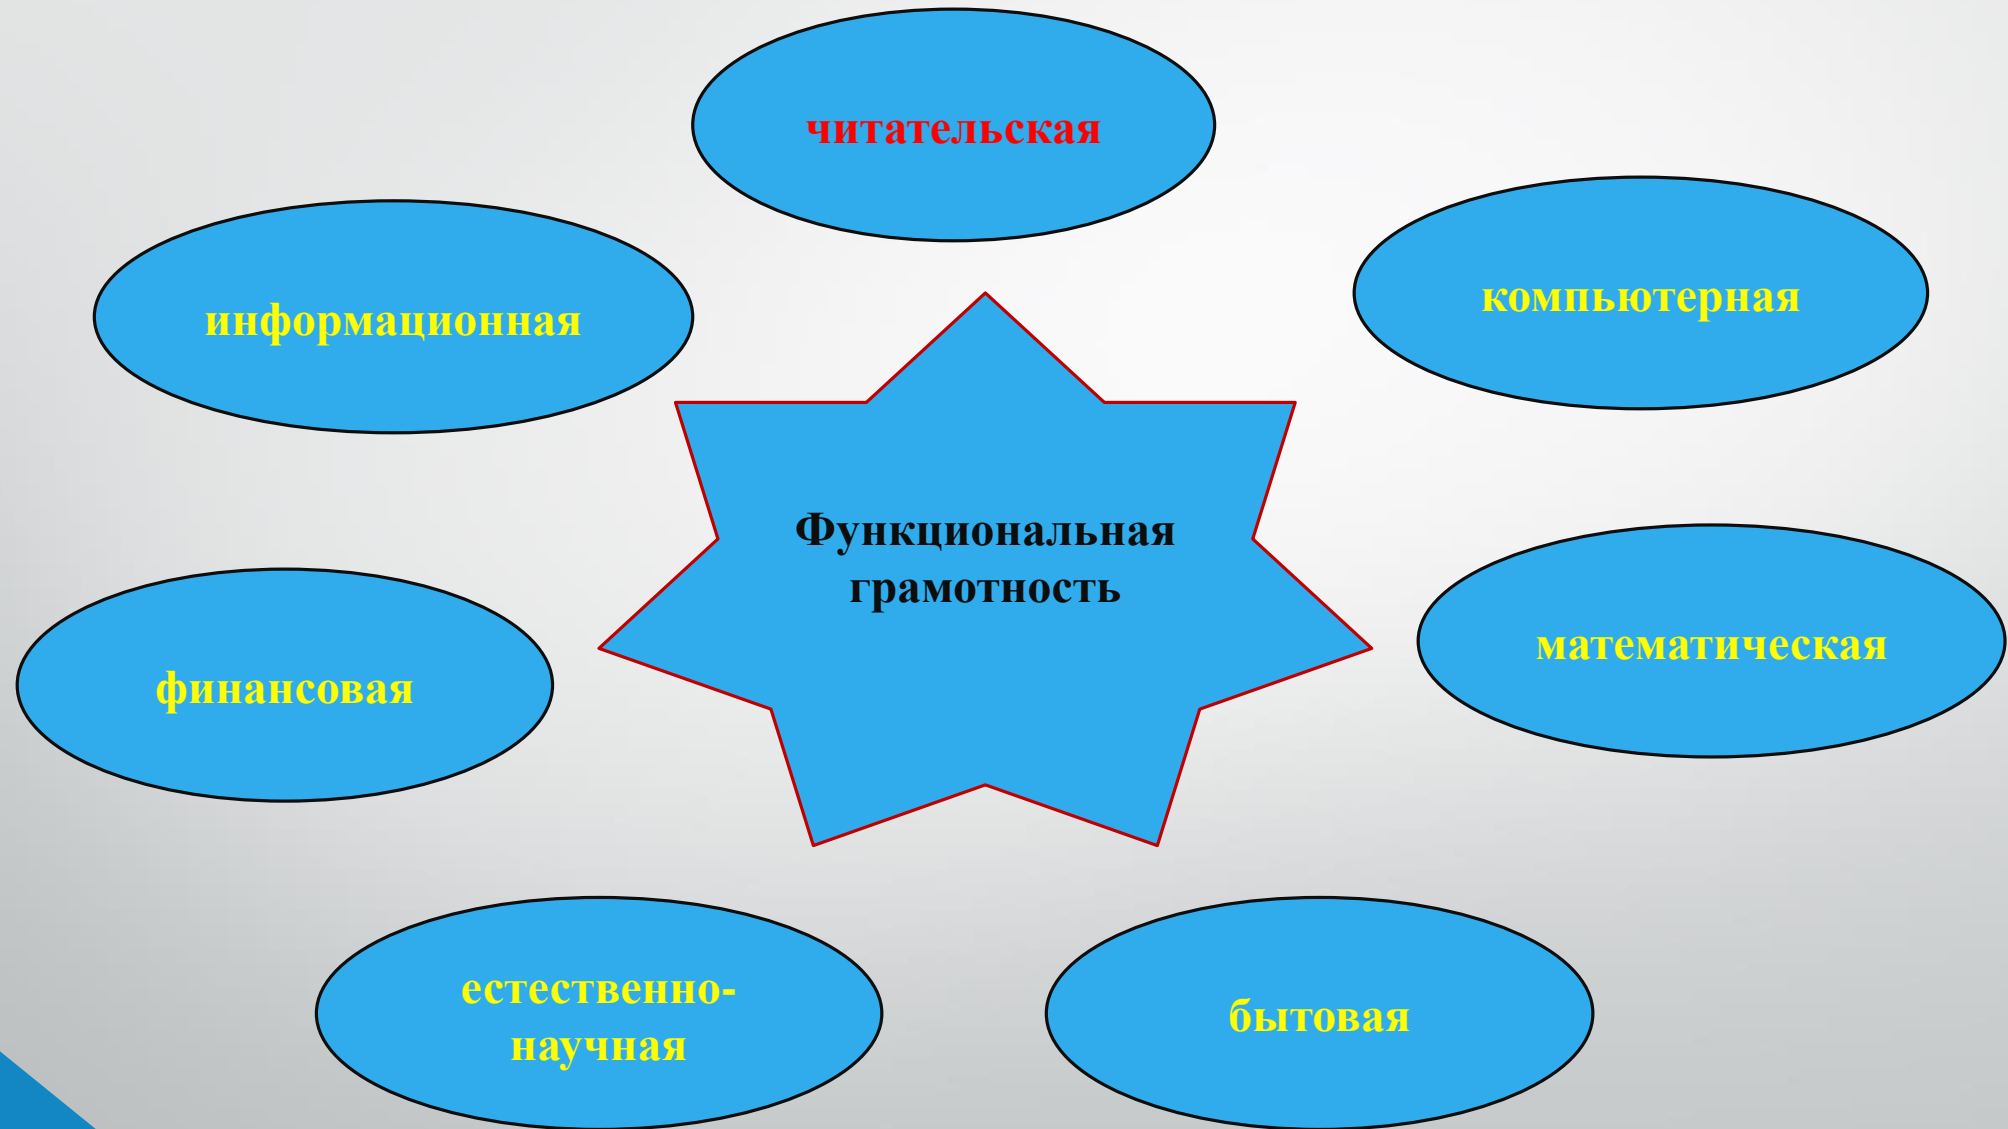 читательская
компьютерная
информационная
Функциональная
грамотность
математическая
финансовая
естественно-
научная
бытовая